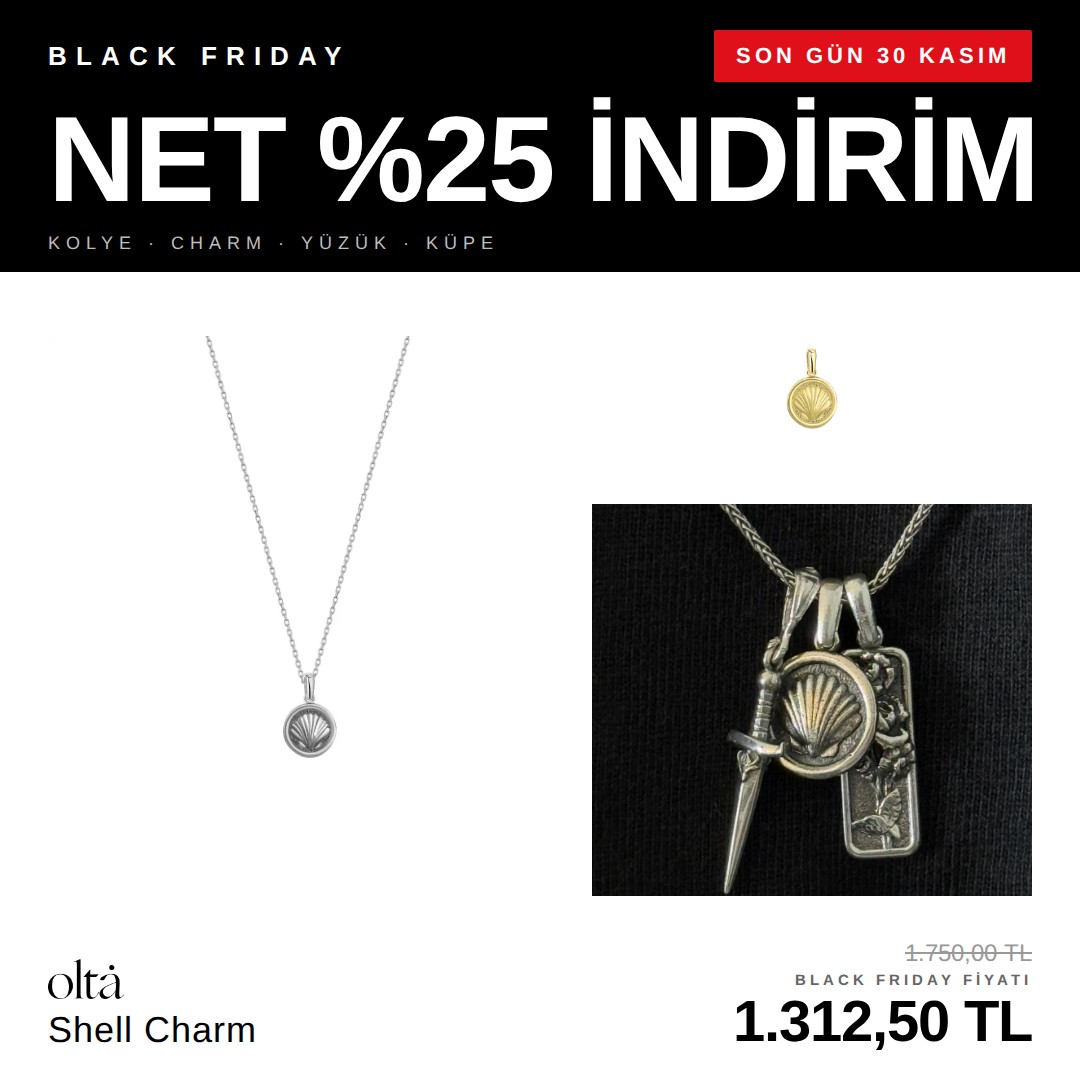 BLACK FRIDAY
SON GÜN 30 KASIM
NET %25 İNDİRİM
KOLYE · CHARM · YÜZÜK · KÜPE
olta
Shell Charm
1.750,00 TL
BLACK FRIDAY FİYATI
1.312,50 TL